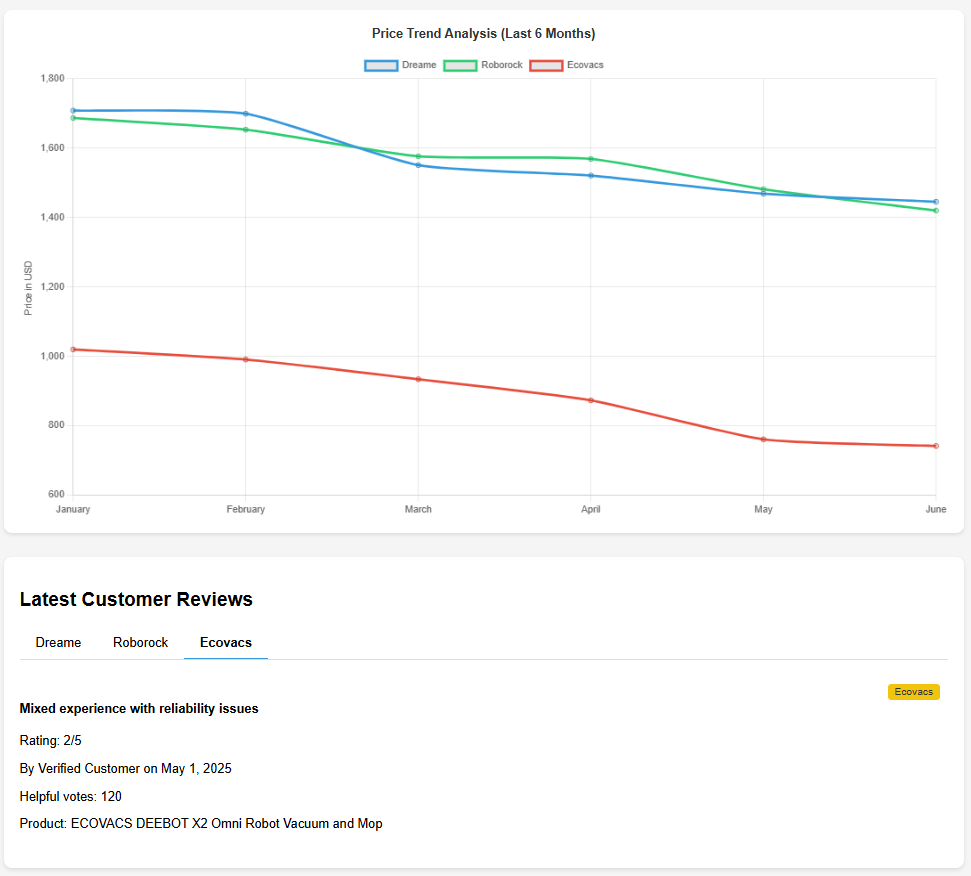 Price Trend Analysis (Last 6 Months)
Dreame Roborock Ecovacs
1,800
1,600
1,400
1,200
1,000
800
600
Price in USD
January February March April May June
Latest Customer Reviews
Dreame Roborock Ecovacs
Ecovacs
Mixed experience with reliability issues
Rating: 2/5
By Verified Customer on May 1, 2025
Helpful votes: 120
Product: ECOVACS DEEBOT X2 Omni Robot Vacuum and Mop